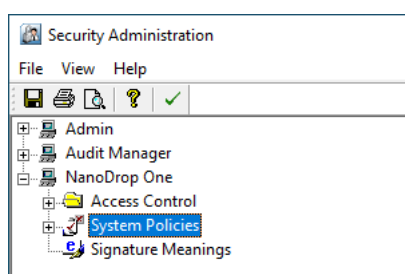 Security Administration
File View Help
Admin
Audit Manager
NanoDrop One
Access Control
System Policies
Signature Meanings